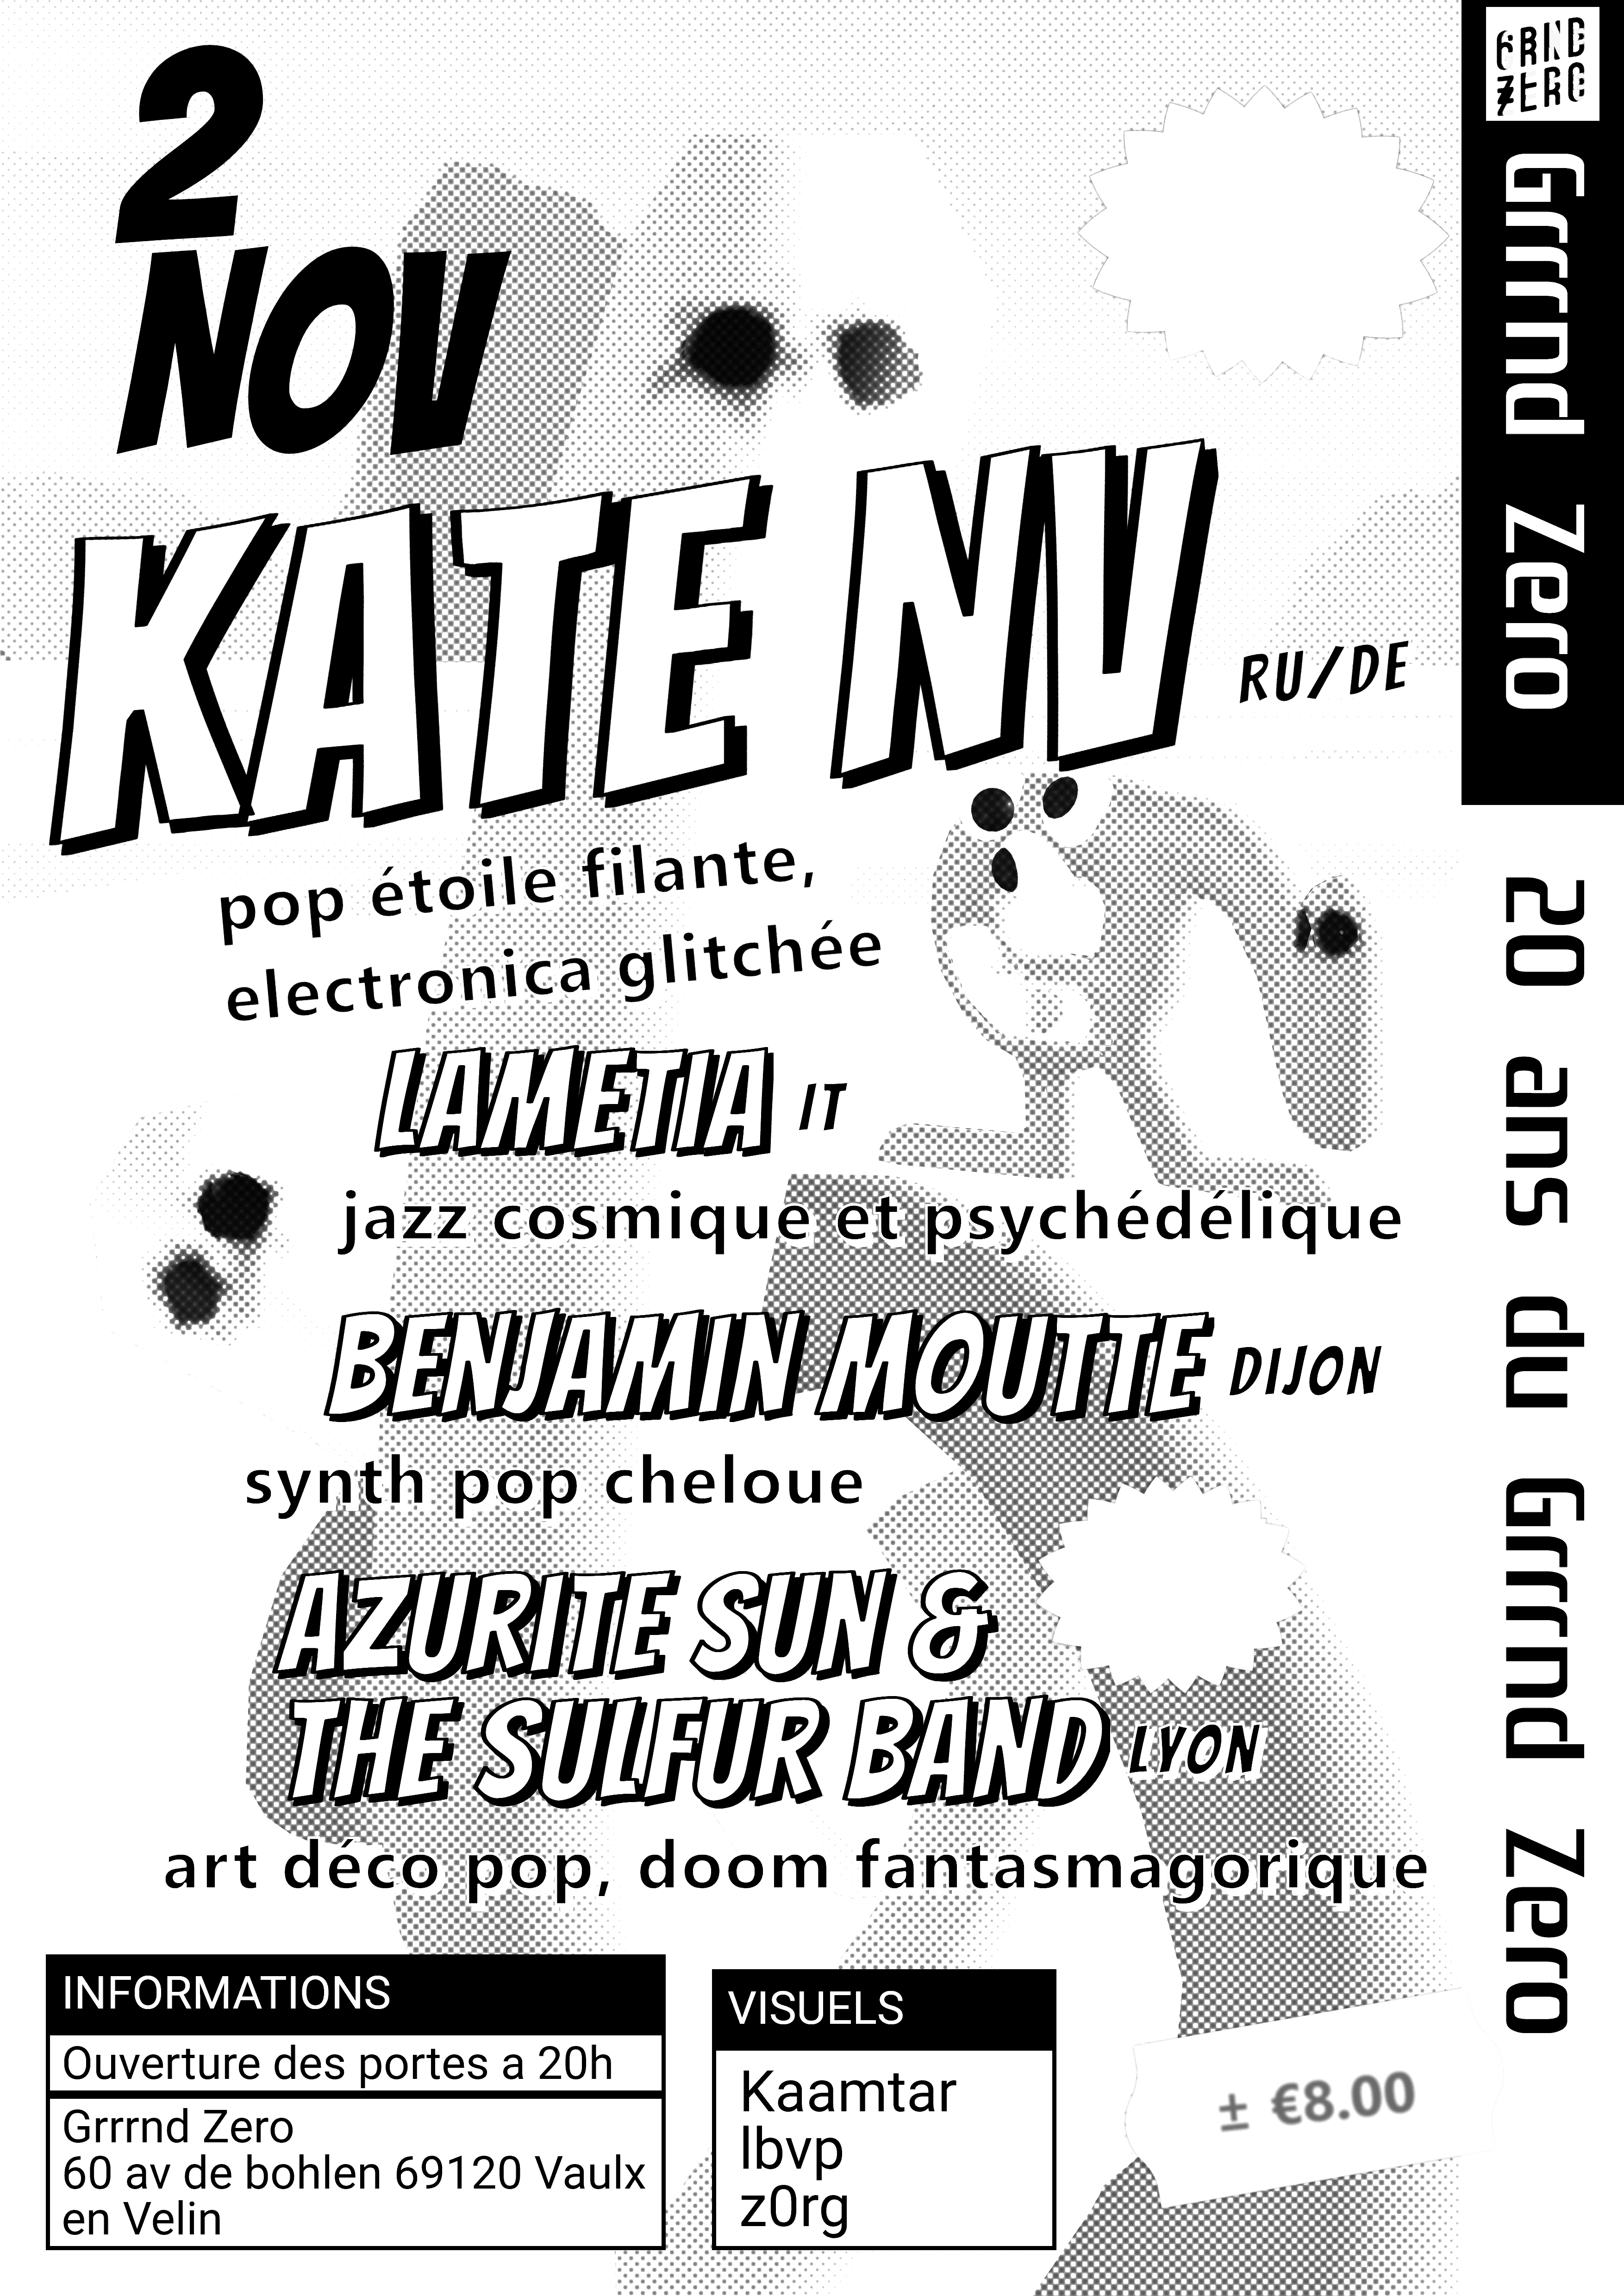 2
NOV
KATE NV
RU/DE
pop étoile filante,
electronica glitchée
LAMETIA IT
jazz cosmique et psychédélique
BENJAMIN MOUTTE DIJON
synth pop cheloue
AZURITE SUN &
THE SULFUR BAND LYON
art déco pop, doom fantasmagorique
INFORMATIONS
Ouverture des portes a 20h
Grrrnd Zero
60 av de bohlen 69120 Vaulx
en Velin
VISUELS
Kaamtar
lbvp
z0rg
± €8.00
GRND
ZERO
Grrrnd Zero
20 ans du Grrrnd Zero